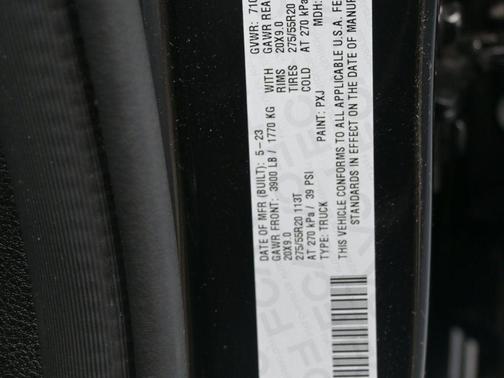 DATE OF MFR (BUILT): 5-23 GVWR: 710
GAWR FRONT: 3900 LB / 1770 KG WITH GAWR REA
20X9.0 RIMS 20X9.0
275/55R20 113T TIRES 275/55R20
AT 270 kPa / 39 PSI COLD AT 270 kPa
TYPE: TRUCK PAINT: PXJ MDH:
THIS VEHICLE CONFORMS TO ALL APPLICABLE U.S.A. FE
STANDARDS IN EFFECT ON THE DATE OF MANUF